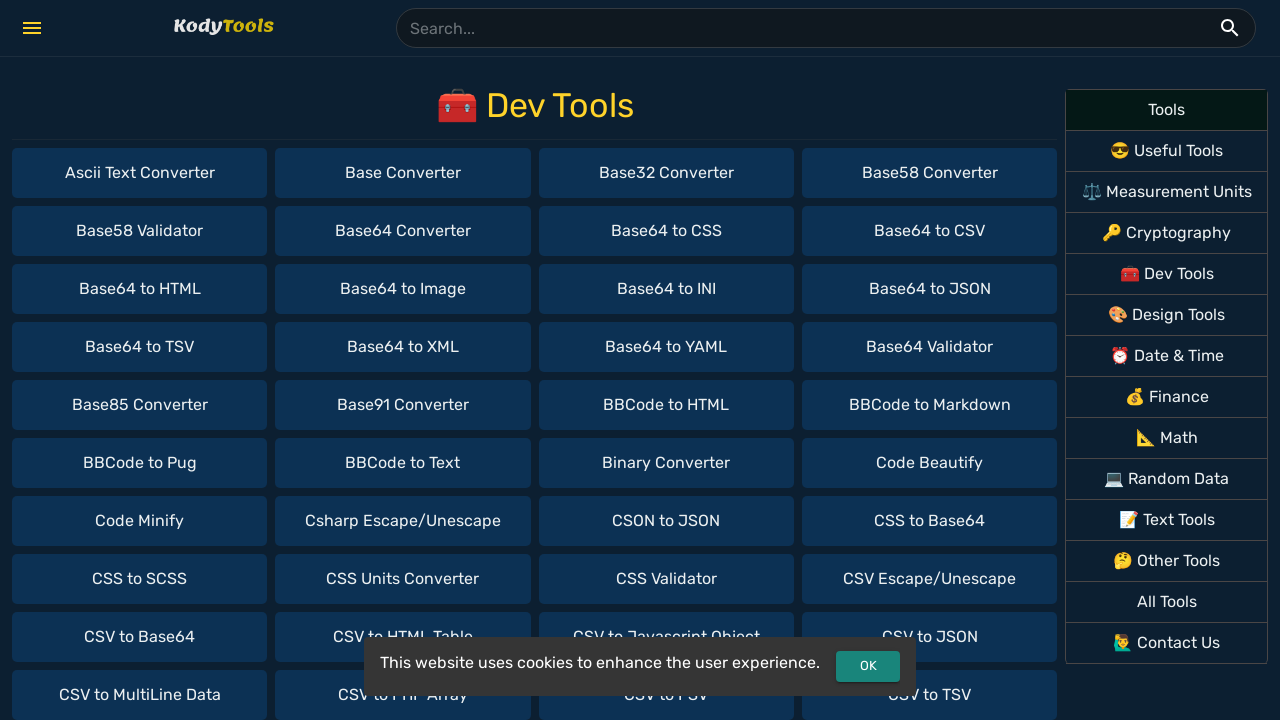 KodyTools
Search...
🧰 Dev Tools
Ascii Text Converter
Base Converter
Base32 Converter
Base58 Converter
Base58 Validator
Base64 Converter
Base64 to CSS
Base64 to CSV
Base64 to HTML
Base64 to Image
Base64 to INI
Base64 to JSON
Base64 to TSV
Base64 to XML
Base64 to YAML
Base64 Validator
Base85 Converter
Base91 Converter
BBCode to HTML
BBCode to Markdown
BBCode to Pug
BBCode to Text
Binary Converter
Code Beautify
Code Minify
Csharp Escape/Unescape
CSON to JSON
CSS to Base64
CSS to SCSS
CSS Units Converter
CSS Validator
CSV Escape/Unescape
CSV to Base64
CSV to HTML Table
CSV to Javascript Object
CSV to JSON
CSV to MultiLine Data
CSV to PHP Array
CSV to PSV
CSV to TSV
Tools
😎 Useful Tools
⚖️ Measurement Units
🔑 Cryptography
🧰 Dev Tools
🎨 Design Tools
⏰ Date & Time
💰 Finance
📐 Math
💻 Random Data
📝 Text Tools
🤔 Other Tools
All Tools
🙋‍♂️ Contact Us
This website uses cookies to enhance the user experience.
OK